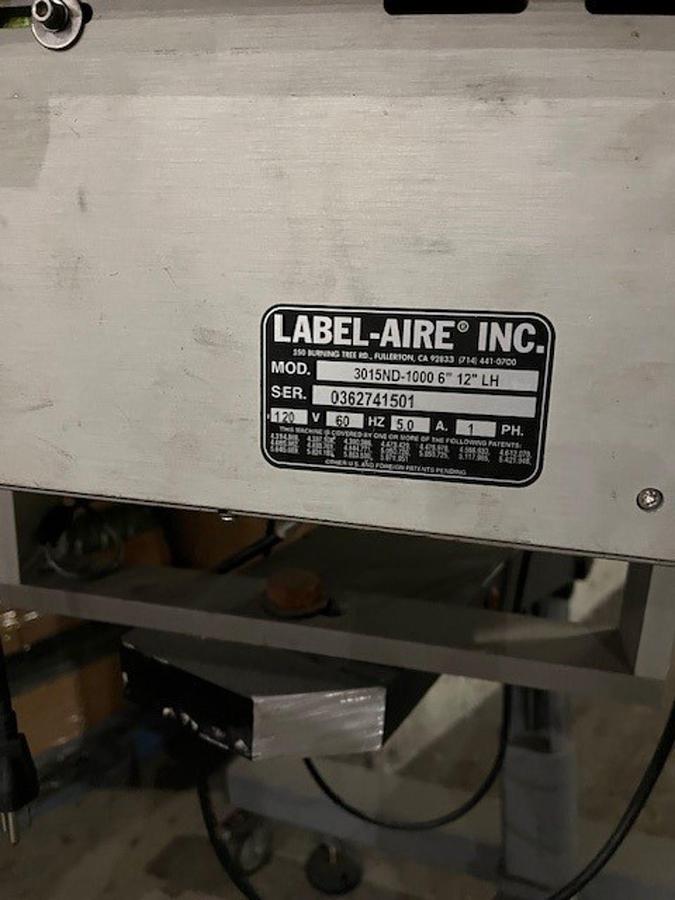 LABEL-AIRE® INC.
350 BURNING TREE RD., FULLERTON, CA 92833 (714) 441-0700
MOD. 3015ND-1000 6" 12" LH
SER. 0362741501
120 V 60 HZ 5.0 A. 1 PH.
THIS MACHINE IS COVERED BY ONE OR MORE OF THE FOLLOWING PATENTS:
OTHER U.S. AND FOREIGN PATENTS PENDING